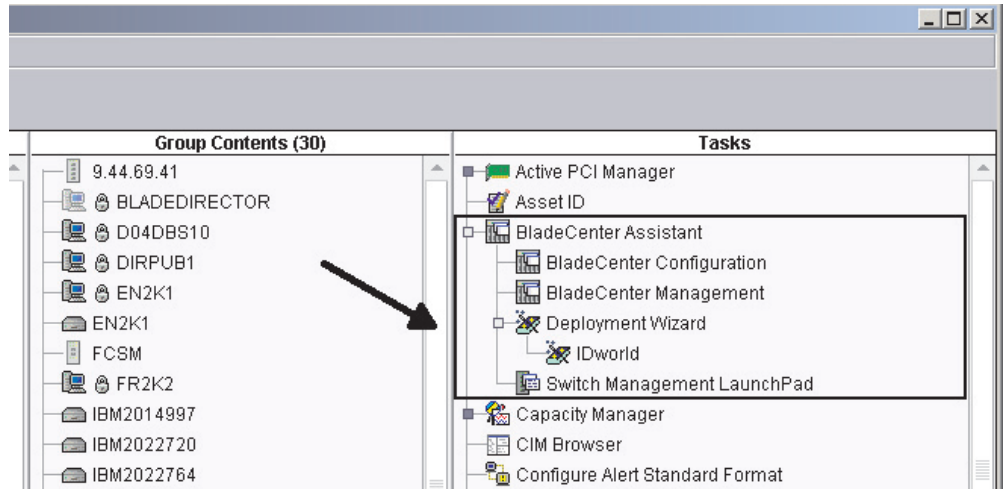 Group Contents (30)
9.44.69.41
BLADEDIRECTOR
D04DBS10
DIRPUB1
EN2K1
EN2K1
FCSM
FR2K2
IBM2014997
IBM2022720
IBM2022764
Tasks
Active PCI Manager
Asset ID
BladeCenter Assistant
BladeCenter Configuration
BladeCenter Management
Deployment Wizard
IDworld
Switch Management LaunchPad
Capacity Manager
CIM Browser
Configure Alert Standard Format